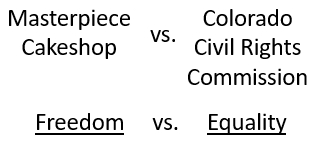 Masterpiece Cakeshop vs. Colorado Civil Rights Commission
Freedom vs. Equality